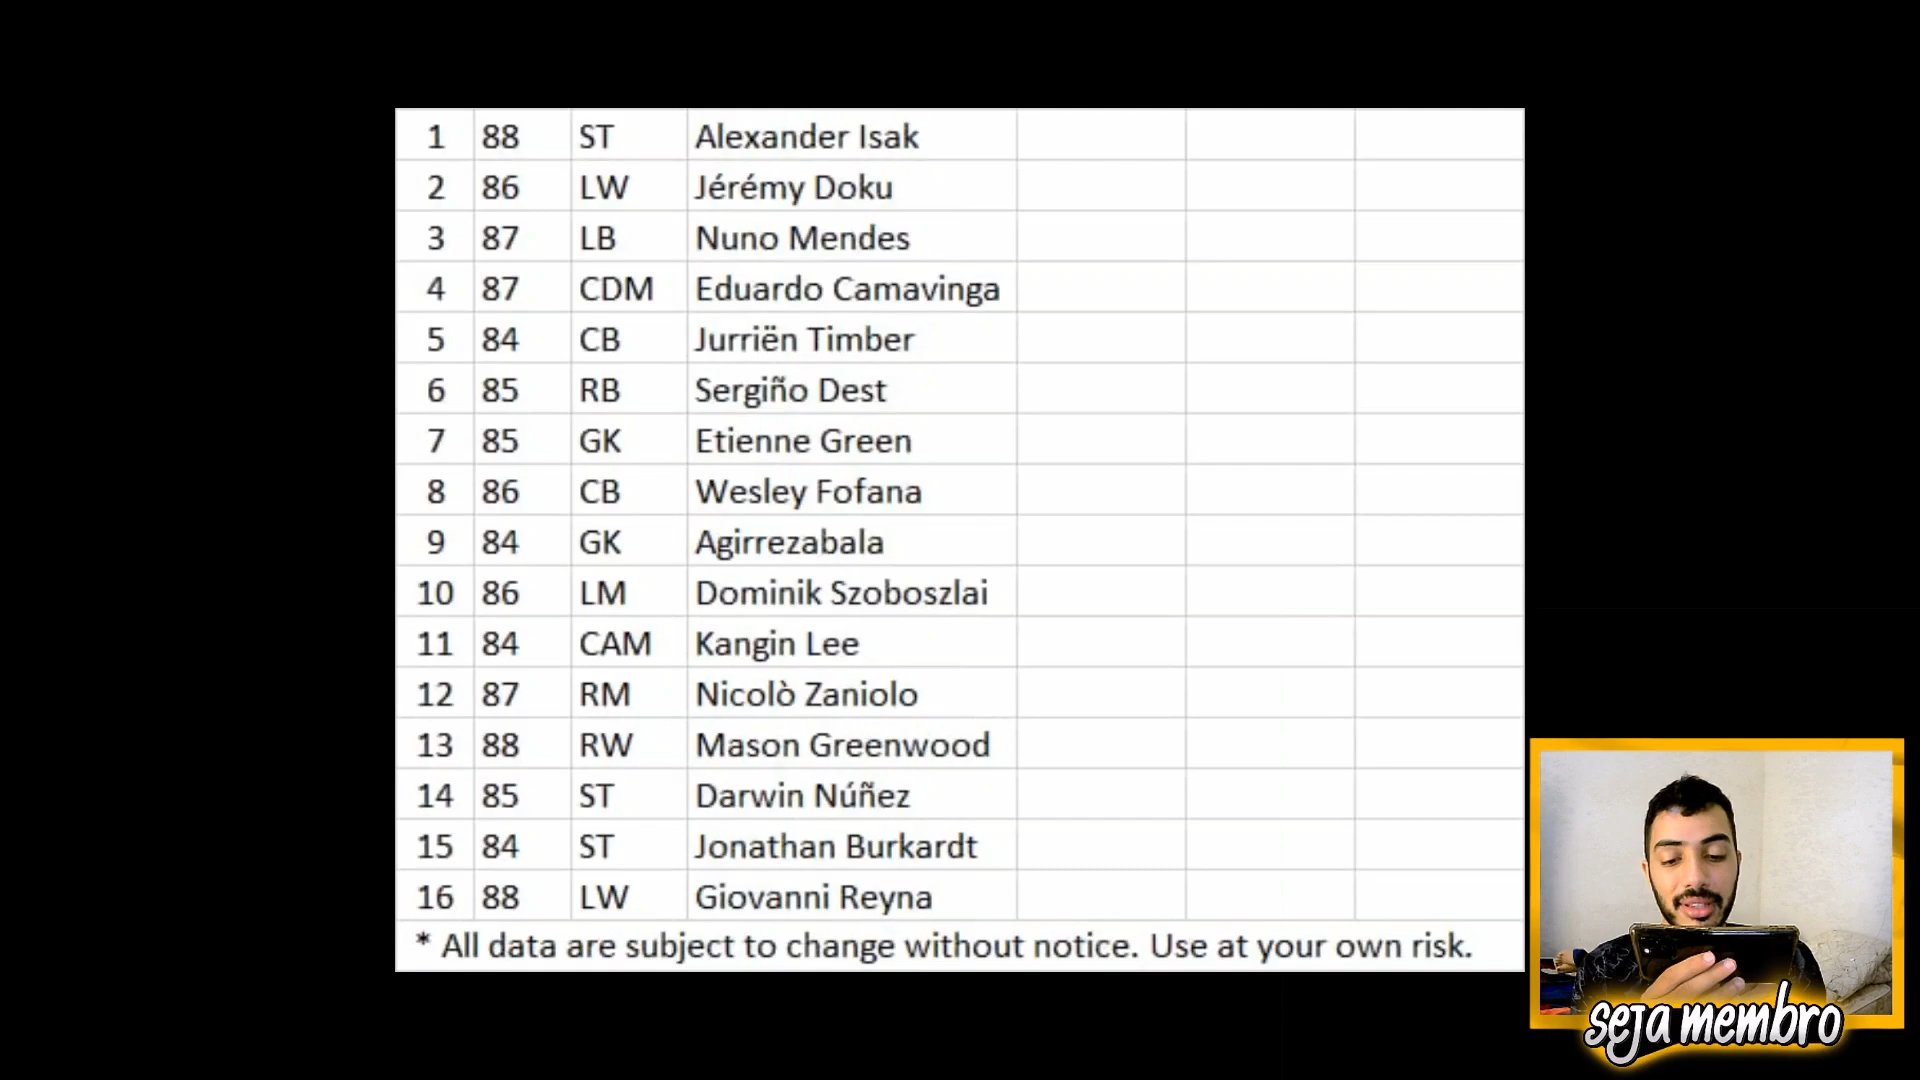 1 88 ST Alexander Isak
2 86 LW Jérémy Doku
3 87 LB Nuno Mendes
4 87 CDM Eduardo Camavinga
5 84 CB Jurriën Timber
6 85 RB Sergiño Dest
7 85 GK Etienne Green
8 86 CB Wesley Fofana
9 84 GK Agirrezabala
10 86 LM Dominik Szoboszlai
11 84 CAM Kangin Lee
12 87 RM Nicolò Zaniolo
13 88 RW Mason Greenwood
14 85 ST Darwin Núñez
15 84 ST Jonathan Burkardt
16 88 LW Giovanni Reyna
* All data are subject to change without notice. Use at your own risk.
seja membro